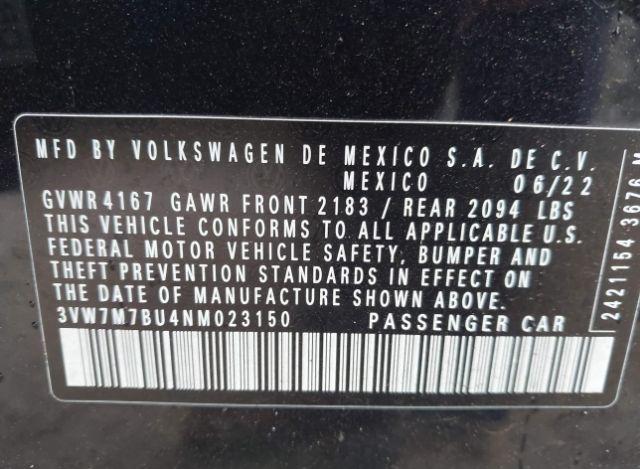 MFD BY VOLKSWAGEN DE MEXICO S.A. DE C.V.
MEXICO 06/22
GVWR 4167 GAWR FRONT 2183 / REAR 2094 LBS
THIS VEHICLE CONFORMS TO ALL APPLICABLE U.S.
FEDERAL MOTOR VEHICLE SAFETY, BUMPER AND
THEFT PREVENTION STANDARDS IN EFFECT ON
THE DATE OF MANUFACTURE SHOWN ABOVE.
3VW7M7BU4NM023150 PASSENGER CAR
2421154 3676 M